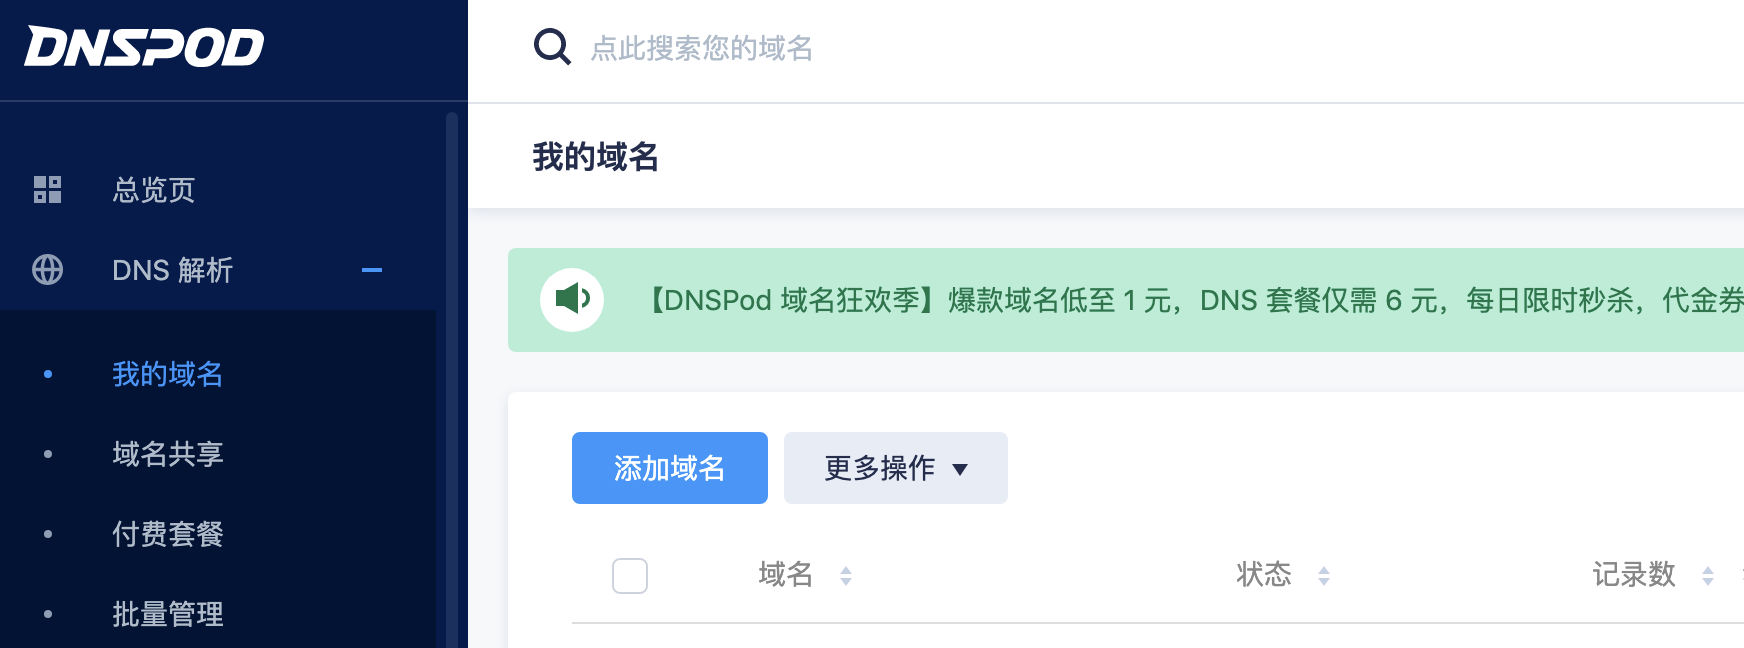 DNSPOD
点此搜索您的域名
我的域名
总览页
DNS 解析
我的域名
域名共享
付费套餐
批量管理
【DNSPod 域名狂欢季】爆款域名低至 1 元，DNS 套餐仅需 6 元，每日限时秒杀，代金券
添加域名
更多操作
域名 状态 记录数